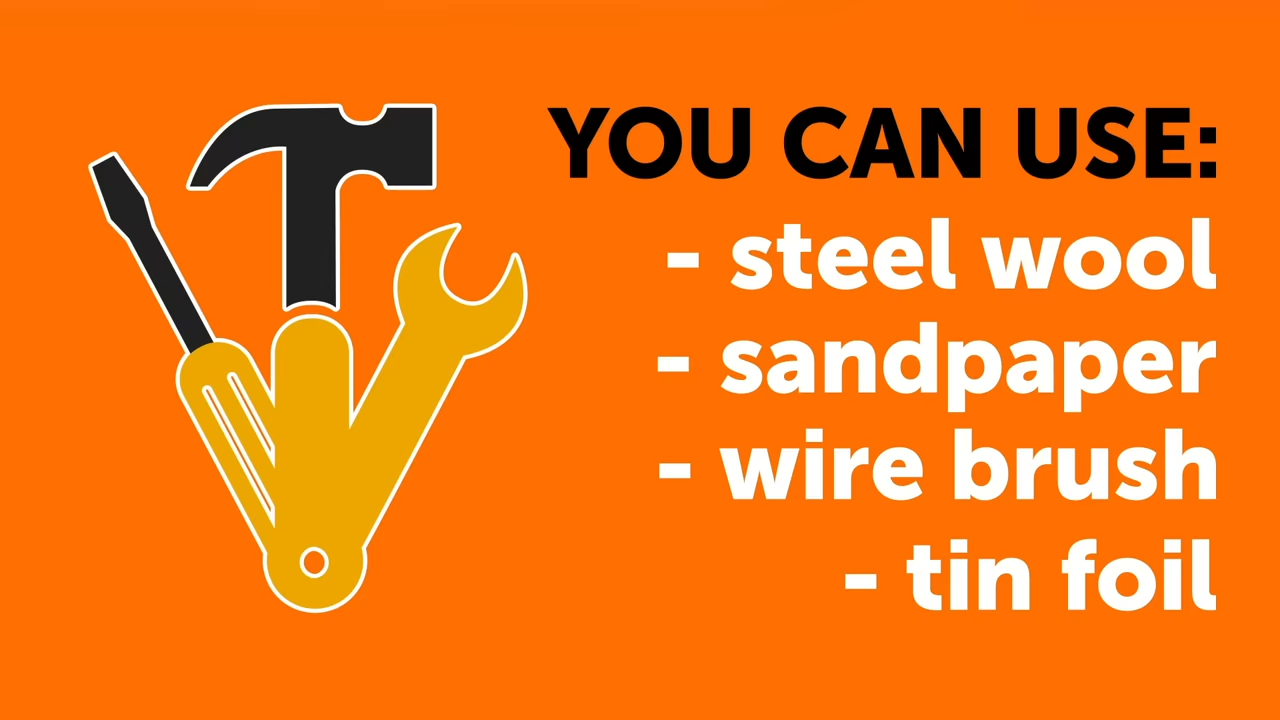 YOU CAN USE:
- steel wool
- sandpaper
- wire brush
- tin foil